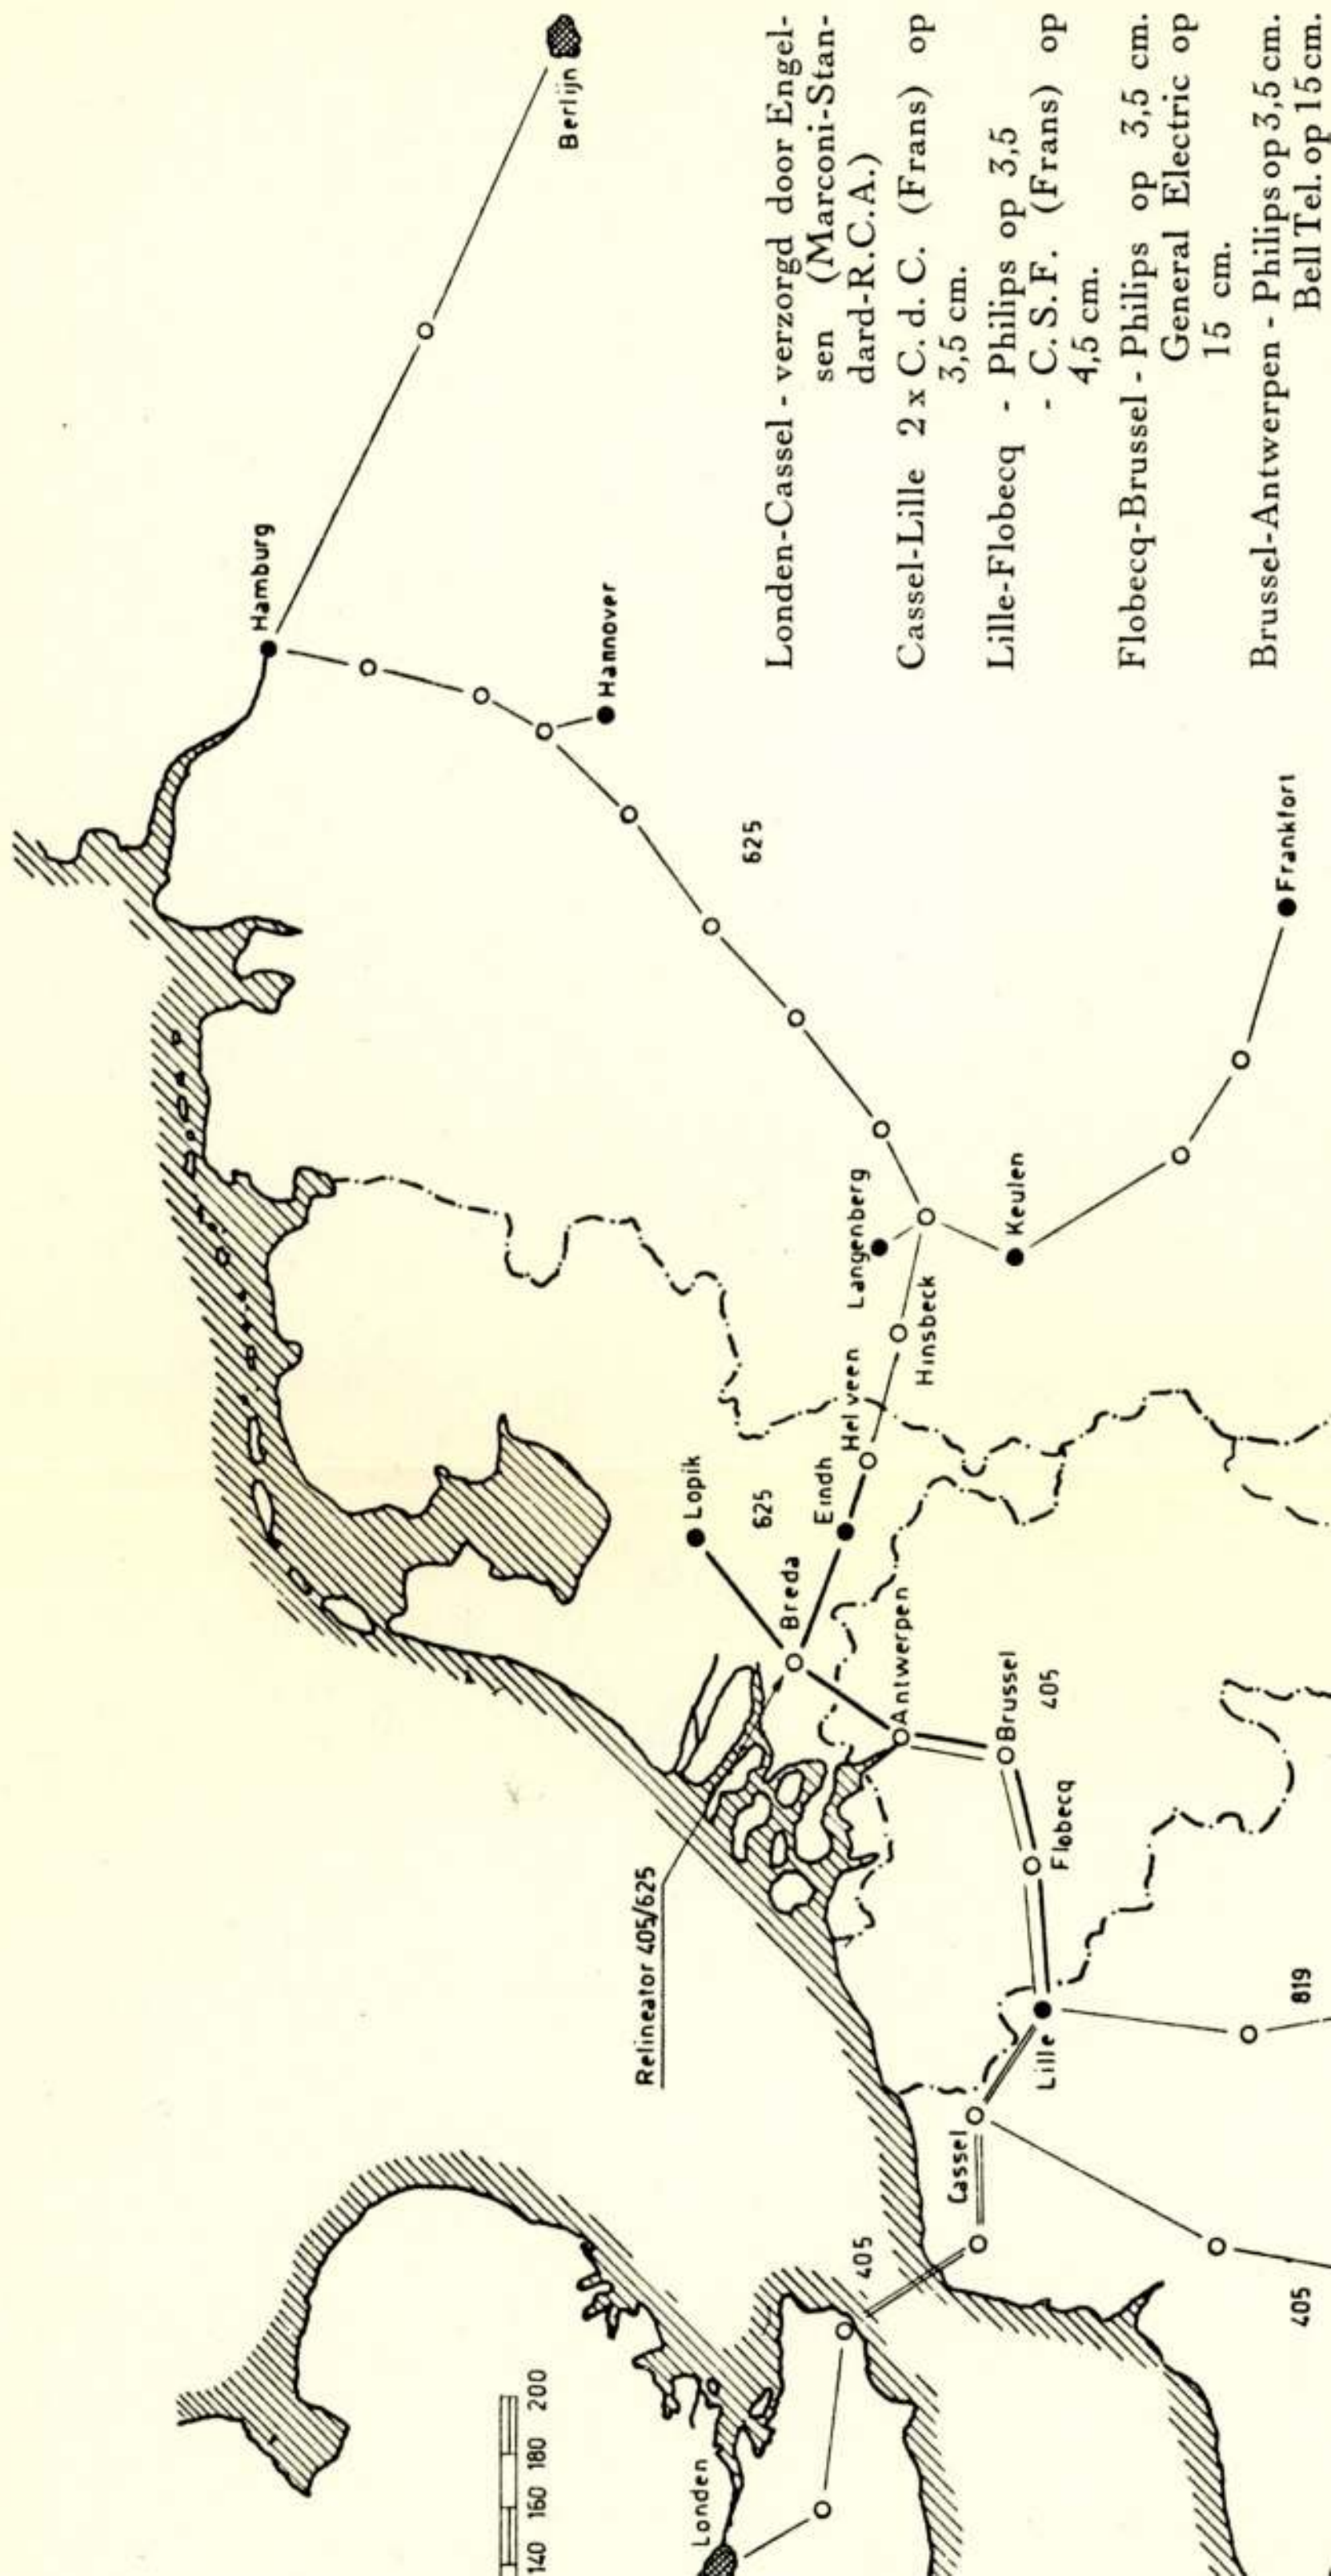 Berlijn
Hamburg
Hannover
625
Frankfort
Langenberg
Keulen
Hinsbeck
Helveen
Eindh
Lopik
625
Breda
Antwerpen
Brussel
405
Flobecq
Relineator 405/625
Lille
819
Cassel
405
405
Londen
140 160 180 200
Londen-Cassel - verzorgd door Engel-
sen (Marconi-Stan-
dard-R.C.A.)
Cassel-Lille 2 x C. d. C. (Frans) op
3,5 cm.
Lille-Flobecq - Philips op 3,5
- C. S. F. (Frans) op
4,5 cm.
Flobecq-Brussel - Philips op 3,5 cm.
General Electric op
15 cm.
Brussel-Antwerpen - Philips op 3,5 cm.
Bell Tel. op 15 cm.